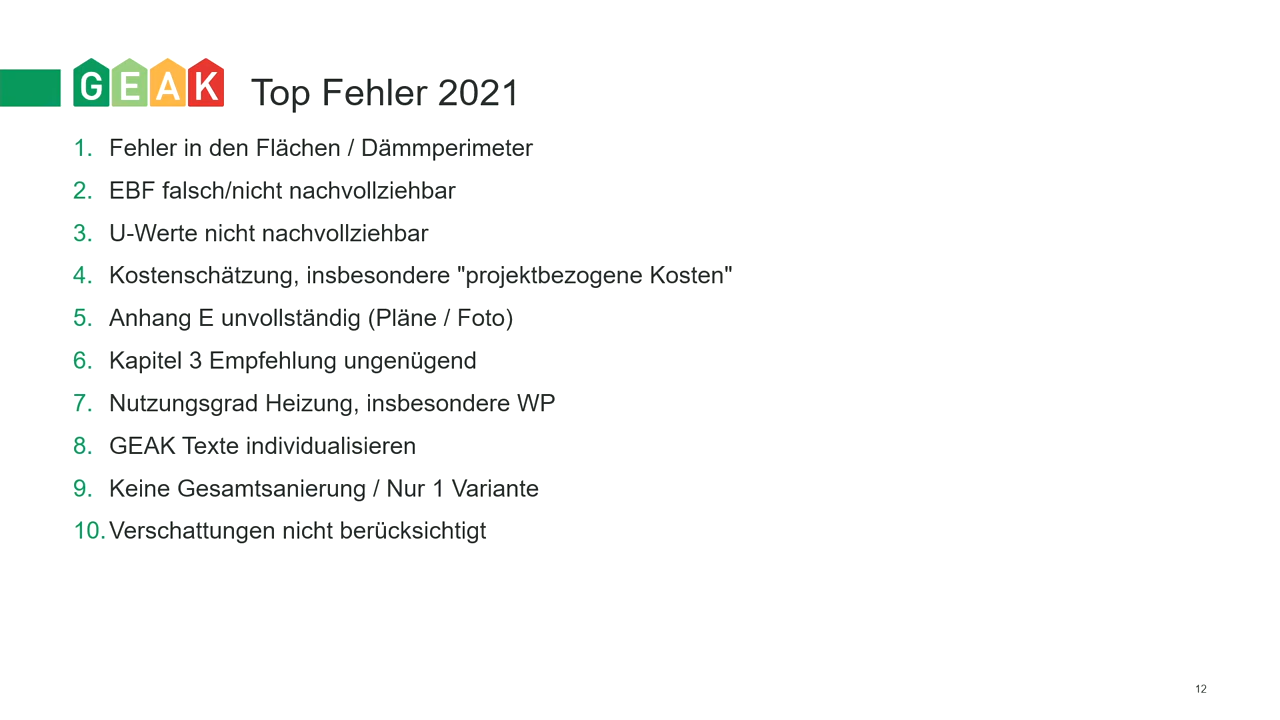 GEAK Top Fehler 2021
1. Fehler in den Flächen / Dämmperimeter
2. EBF falsch/nicht nachvollziehbar
3. U-Werte nicht nachvollziehbar
4. Kostenschätzung, insbesondere "projektbezogene Kosten"
5. Anhang E unvollständig (Pläne / Foto)
6. Kapitel 3 Empfehlung ungenügend
7. Nutzungsgrad Heizung, insbesondere WP
8. GEAK Texte individualisieren
9. Keine Gesamtsanierung / Nur 1 Variante
10. Verschattungen nicht berücksichtigt
12